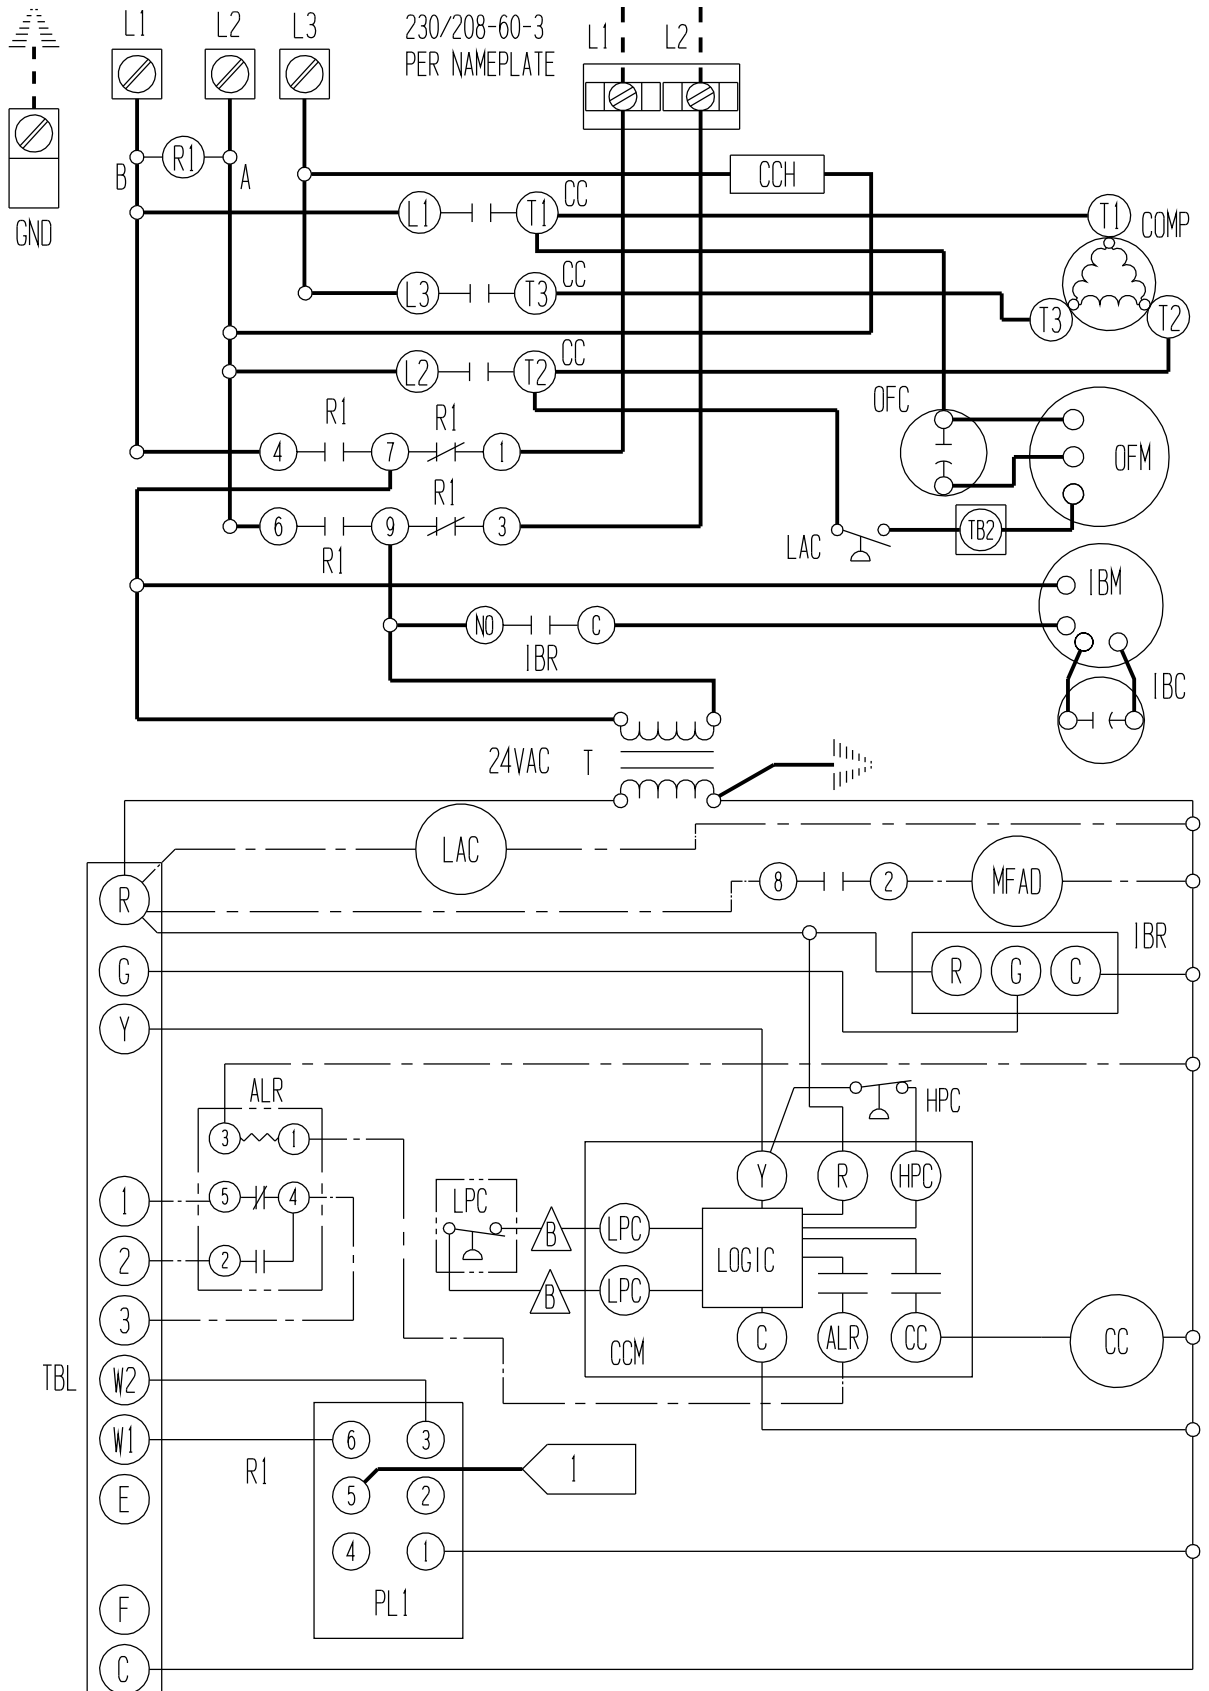 L1
L2
L3
230/208-60-3
PER NAMEPLATE
L1
L2
GND
B
R1
A
CCH
L1
T1
CC
T1
COMP
L3
T3
CC
T3
T2
L2
T2
CC
OFC
OFM
R1
R1
4
7
1
R1
6
9
3
R1
LAC
TB2
IBM
NO
C
IBR
IBC
24VAC
T
LAC
R
8
2
MFAD
IBR
G
R
G
C
Y
ALR
3
1
HPC
Y
R
HPC
1
5
4
LPC
B
LPC
LOGIC
2
2
B
LPC
3
C
ALR
CC
CC
CCM
TBL
W2
W1
6
3
R1
1
E
5
2
4
1
PL1
F
C